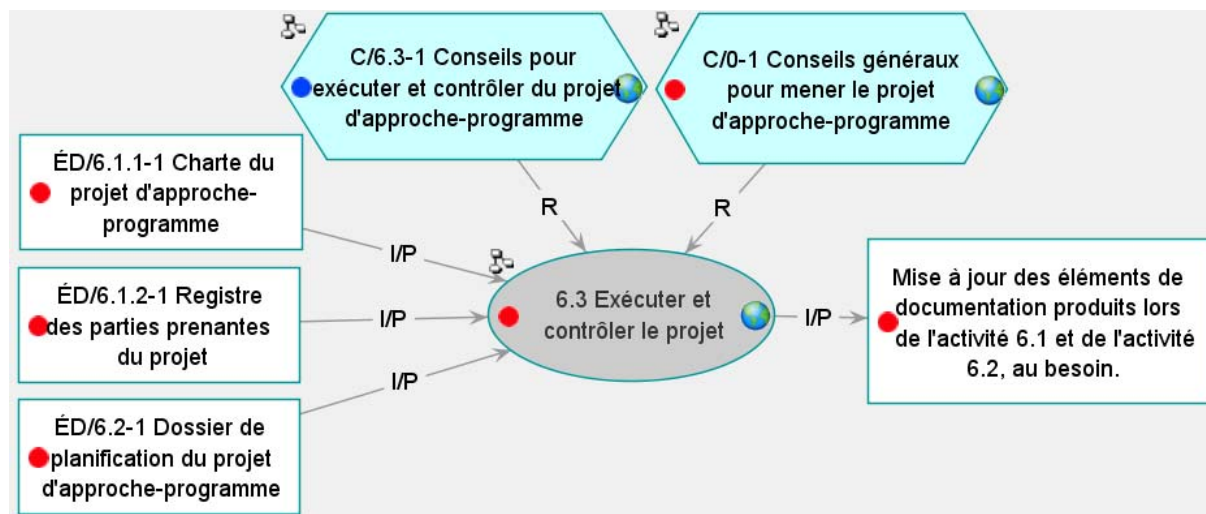 C/6.3-1 Conseils pour
exécuter et contrôler du projet
d'approche-programme
C/0-1 Conseils généraux
pour mener le projet
d'approche-programme
R
R
ÉD/6.1.1-1 Charte du
projet d'approche-
programme
I/P
ÉD/6.1.2-1 Registre
des parties prenantes
du projet
I/P
ÉD/6.2-1 Dossier de
planification du projet
d'approche-programme
I/P
6.3 Exécuter et
contrôler le projet
I/P
Mise à jour des éléments de
documentation produits lors
de l'activité 6.1 et de l'activité
6.2, au besoin.